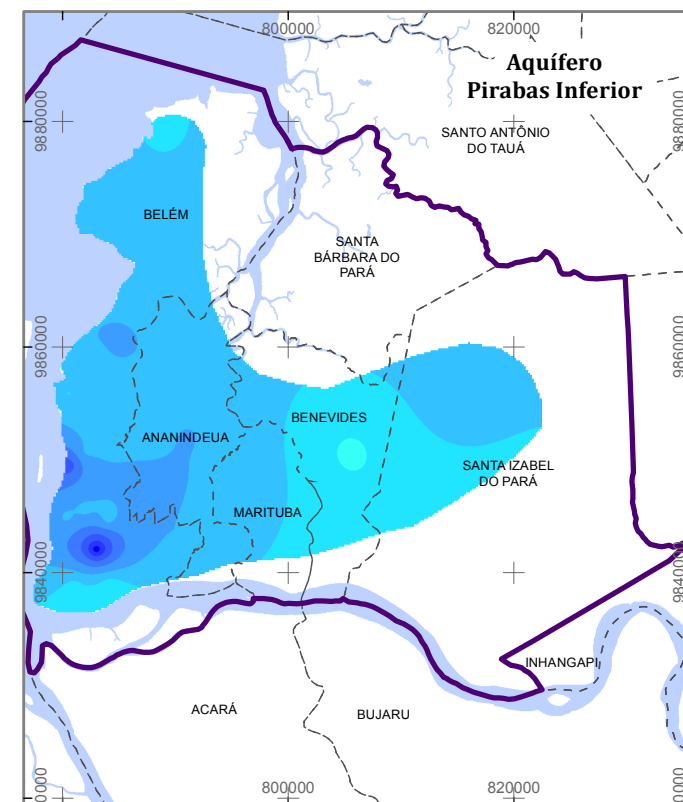 800000
820000
Aquífero
Pirabas Inferior
9880000
9880000
SANTO ANTÔNIO
DO TAUÁ
BELÉM
SANTA
BÁRBARA DO
PARÁ
9860000
9860000
BENEVIDES
ANANINDEUA
SANTA IZABEL
DO PARÁ
MARITUBA
9840000
9840000
INHANGAPI
ACARÁ
BUJARU
800000
820000